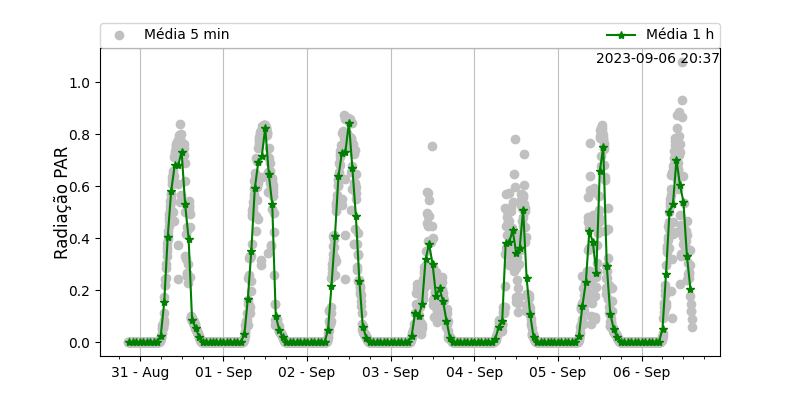 Média 5 min
Média 1 h
2023-09-06 20:37
Radiação PAR
1.0
0.8
0.6
0.4
0.2
0.0
31 - Aug
01 - Sep
02 - Sep
03 - Sep
04 - Sep
05 - Sep
06 - Sep